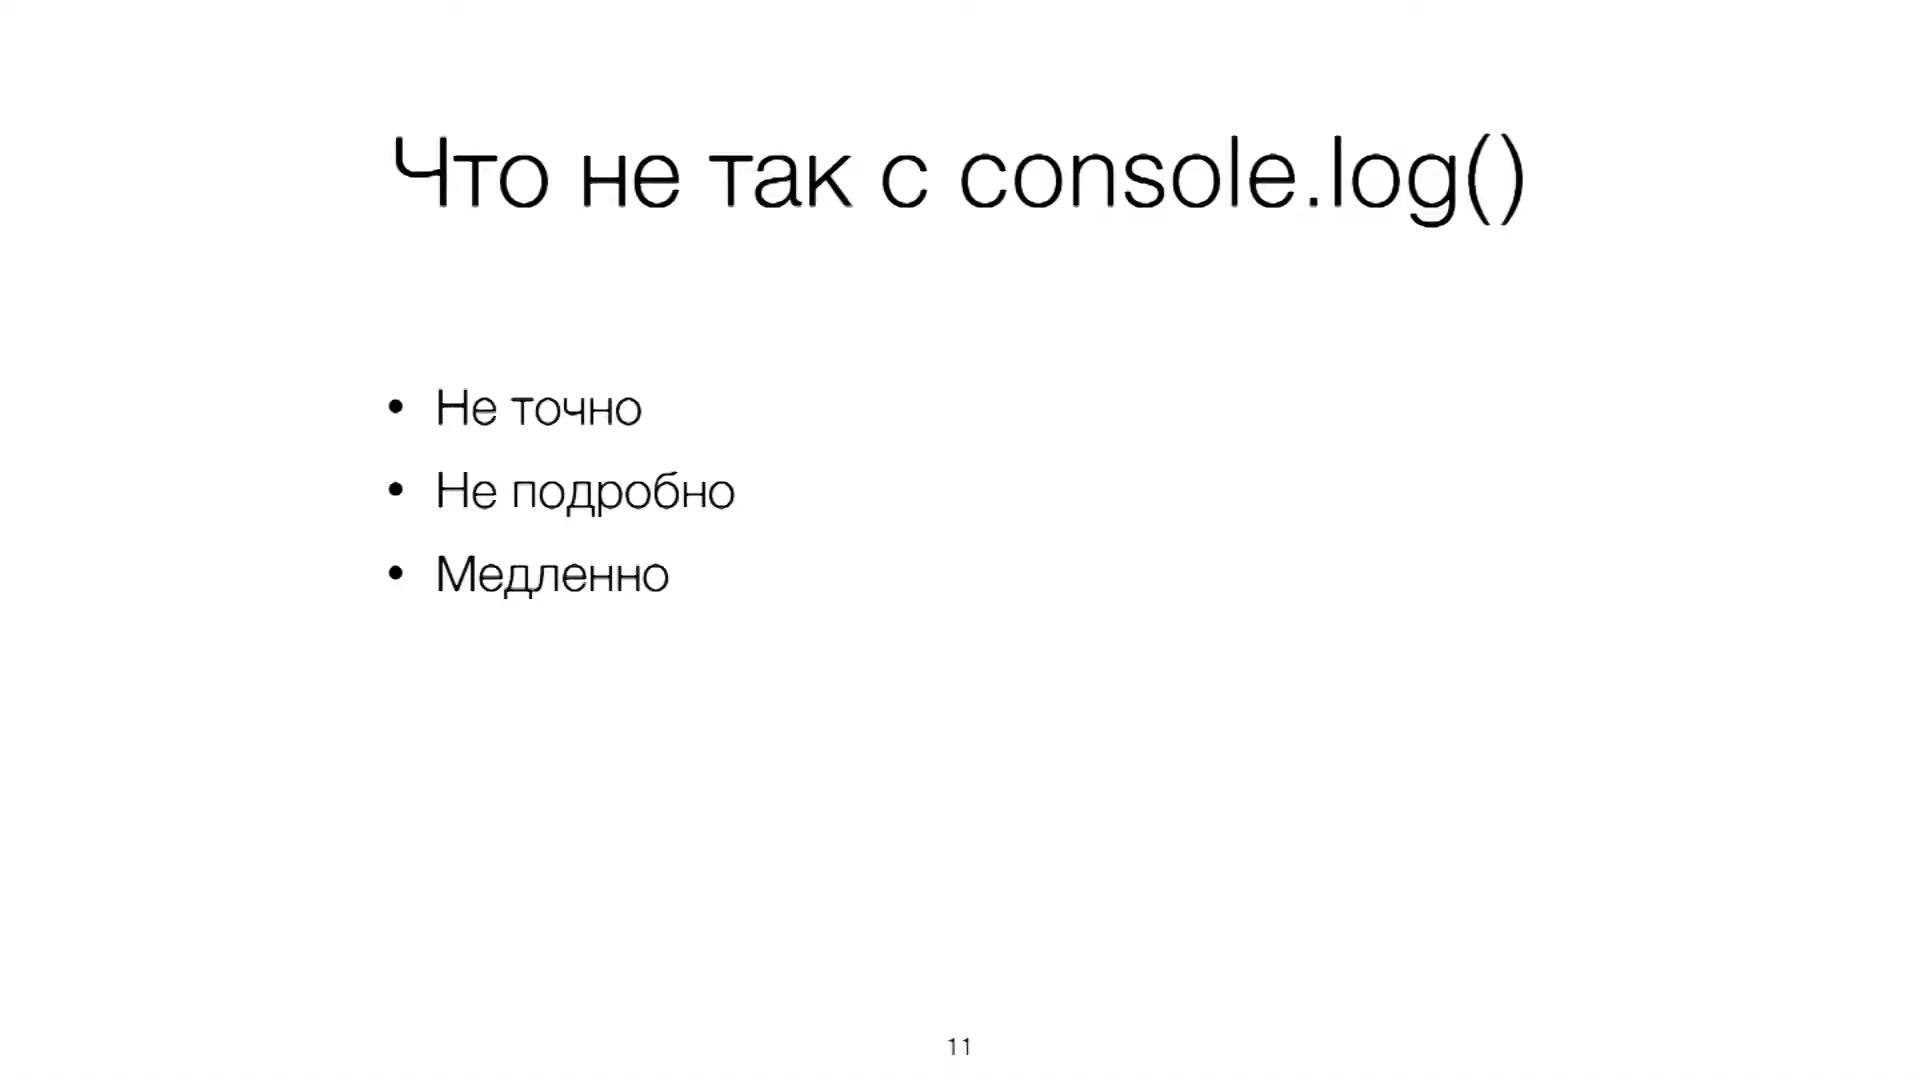 Что не так с console.log()
• Не точно
• Не подробно
• Медленно
11